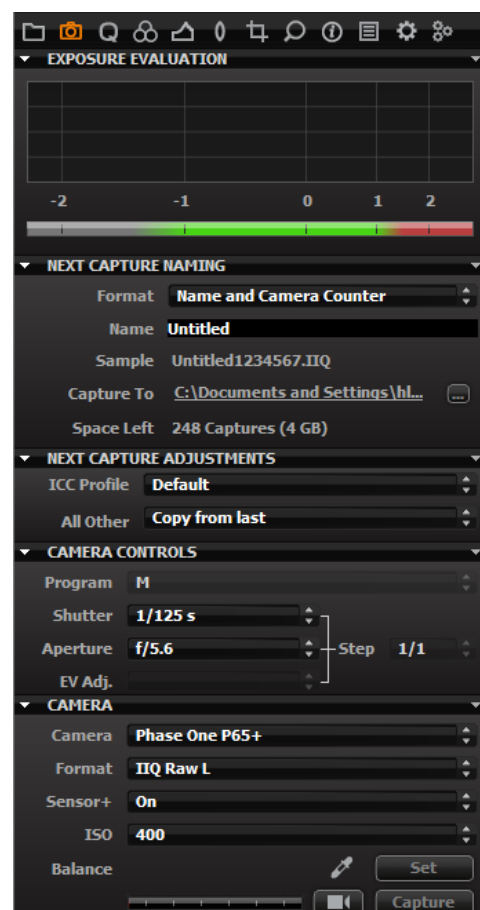 EXPOSURE EVALUATION
-2 -1 0 1 2
NEXT CAPTURE NAMING
Format Name and Camera Counter
Name Untitled
Sample Untitled1234567.IIQ
Capture To C:\Documents and Settings\hl... ...
Space Left 248 Captures (4 GB)
NEXT CAPTURE ADJUSTMENTS
ICC Profile Default
All Other Copy from last
CAMERA CONTROLS
Program M
Shutter 1/125 s
Aperture f/5.6 Step 1/1
EV Adj.
CAMERA
Camera Phase One P65+
Format IIQ Raw L
Sensor+ On
ISO 400
Balance Set
Capture